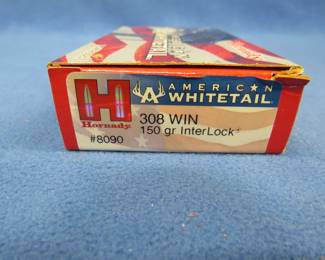 AMERICAN
WHITETAIL
H
Hornady
308 WIN
150 gr InterLock
#8090